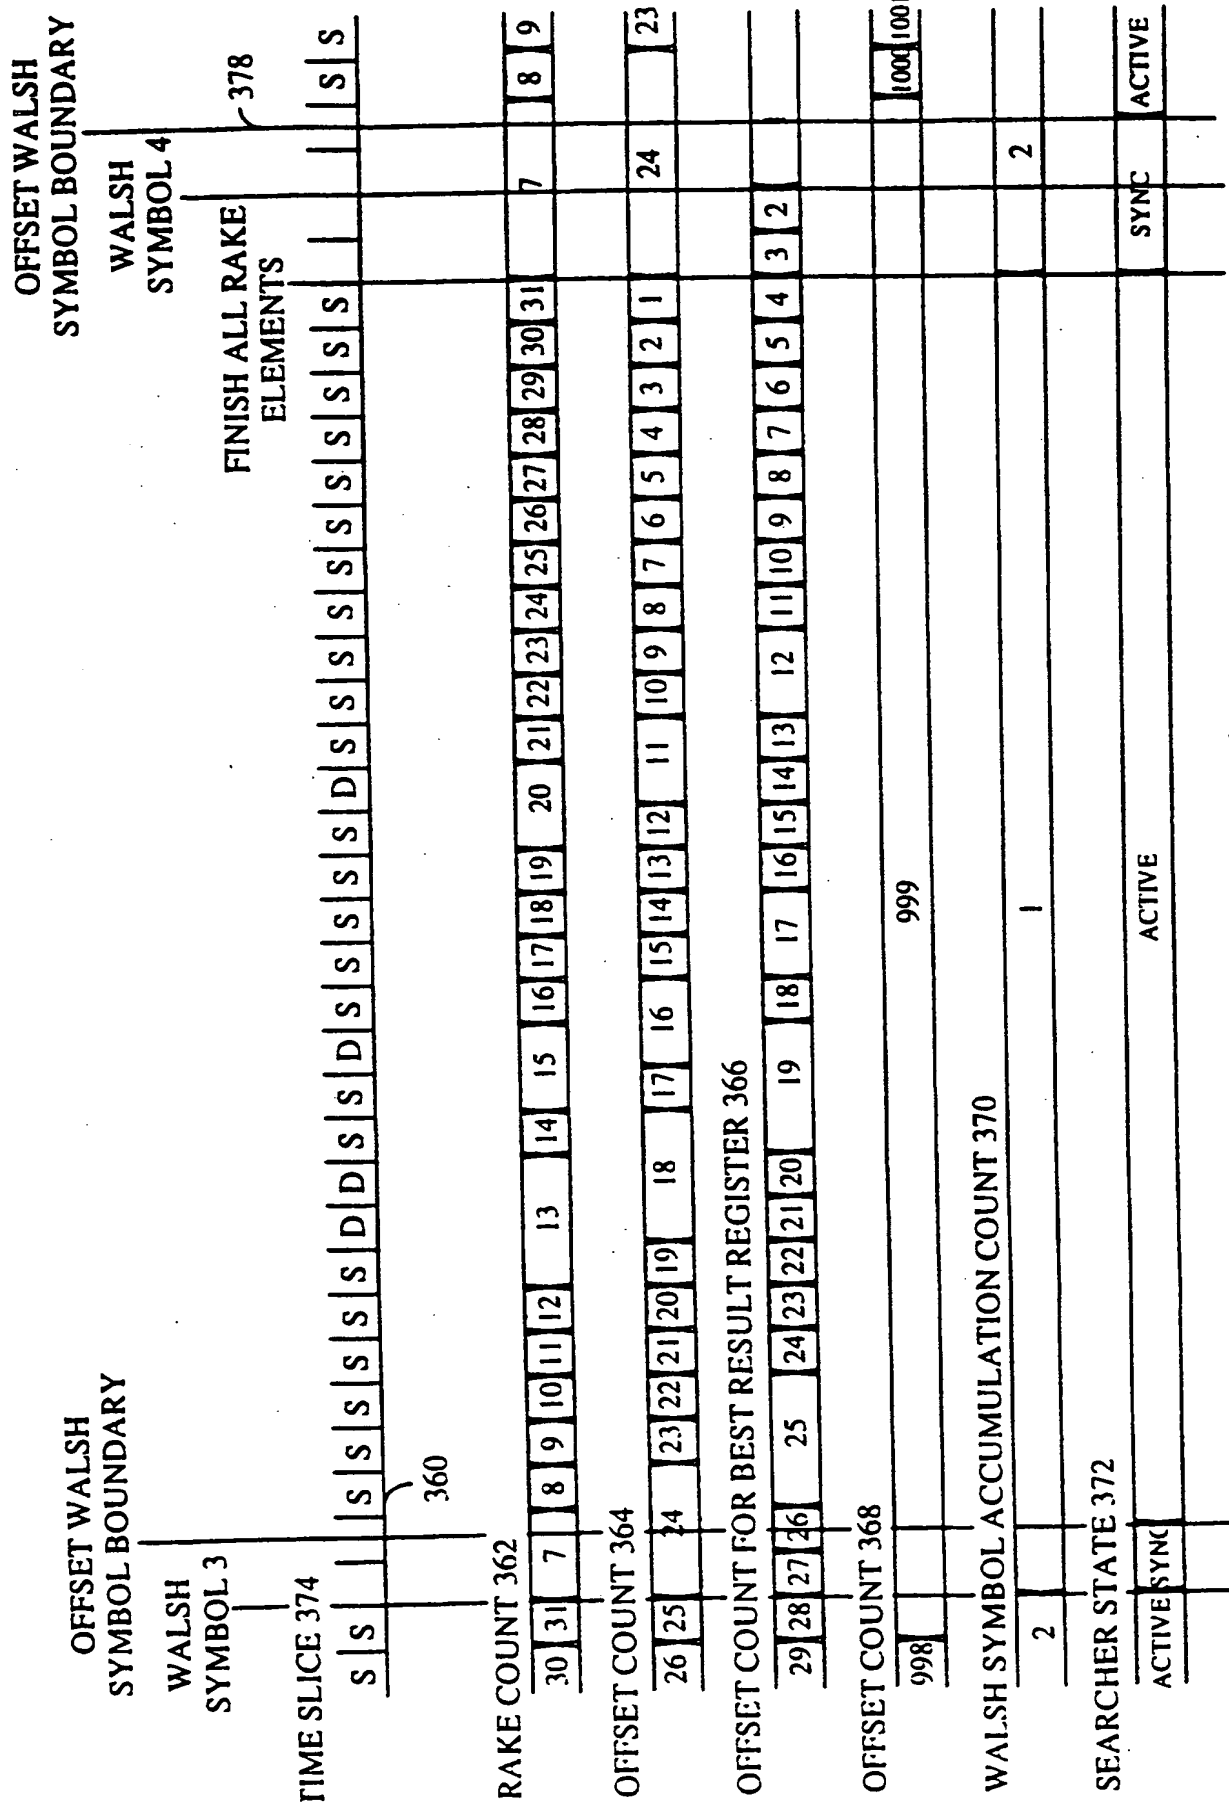 OFFSET WALSH
SYMBOL BOUNDARY
WALSH
SYMBOL 3
OFFSET WALSH
SYMBOL BOUNDARY
WALSH
SYMBOL 4
FINISH ALL RAKE
ELEMENTS
378
TIME SLICE 374
S S S S S S S S D D S S D S S S S S D S S S S S S S S S S S S S
360
RAKE COUNT 362
30 31 7 8 9 10 11 12 13 14 15 16 17 18 19 20 21 22 23 24 25 26 27 28 29 30 31 7 8 9
OFFSET COUNT 364
26 25 24 23 22 21 20 19 18 17 16 15 14 13 12 11 10 9 8 7 6 5 4 3 2 1 24 23
OFFSET COUNT FOR BEST RESULT REGISTER 366
29 28 27 26 25 24 23 22 21 20 19 18 17 16 15 14 13 12 11 10 9 8 7 6 5 4 3 2
OFFSET COUNT 368
998 999 1000 1001
WALSH SYMBOL ACCUMULATION COUNT 370
2 1 2
SEARCHER STATE 372
ACTIVE SYNC ACTIVE SYNC ACTIVE